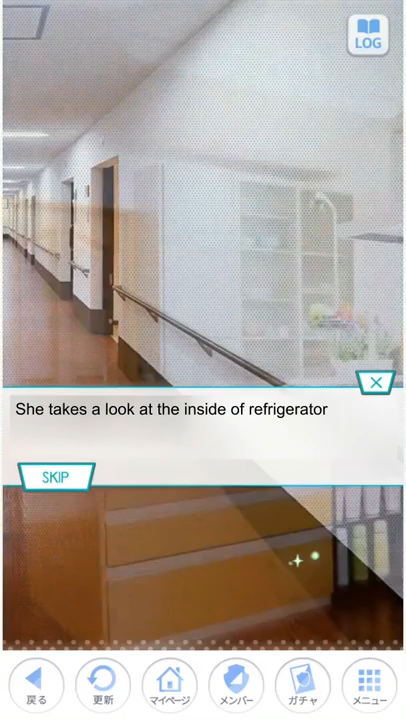 LOG
She takes a look at the inside of refrigerator
SKIP
戻る
更新
マイページ
メンバー
ガチャ
メニュー